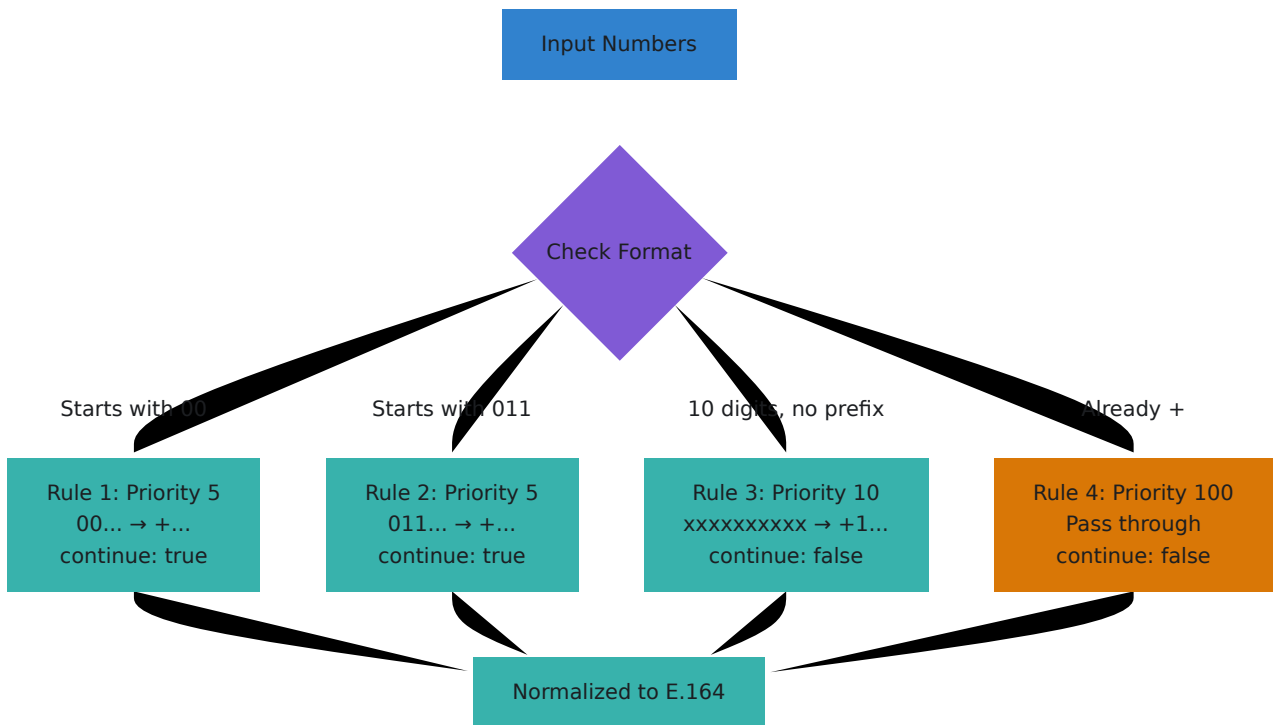 Input Numbers
Check Format
Starts with 00
Starts with 011
10 digits, no prefix
Already +
Rule 1: Priority 5
00... → +...
continue: true
Rule 2: Priority 5
011... → +...
continue: true
Rule 3: Priority 10
xxxxxxxxxx → +1...
continue: false
Rule 4: Priority 100
Pass through
continue: false
Normalized to E.164